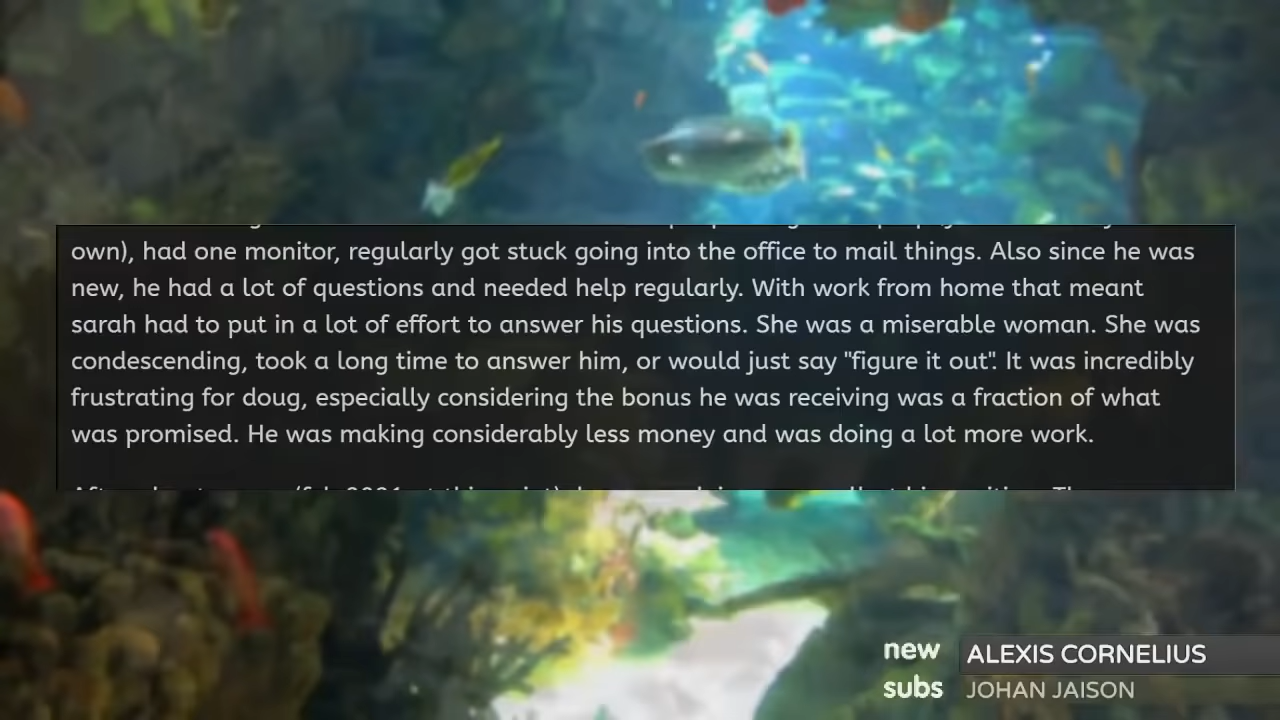 own), had one monitor, regularly got stuck going into the office to mail things. Also since he was
new, he had a lot of questions and needed help regularly. With work from home that meant
sarah had to put in a lot of effort to answer his questions. She was a miserable woman. She was
condescending, took a long time to answer him, or would just say "figure it out". It was incredibly
frustrating for doug, especially considering the bonus he was receiving was a fraction of what
was promised. He was making considerably less money and was doing a lot more work.
new ALEXIS CORNELIUS
subs JOHAN JAISON